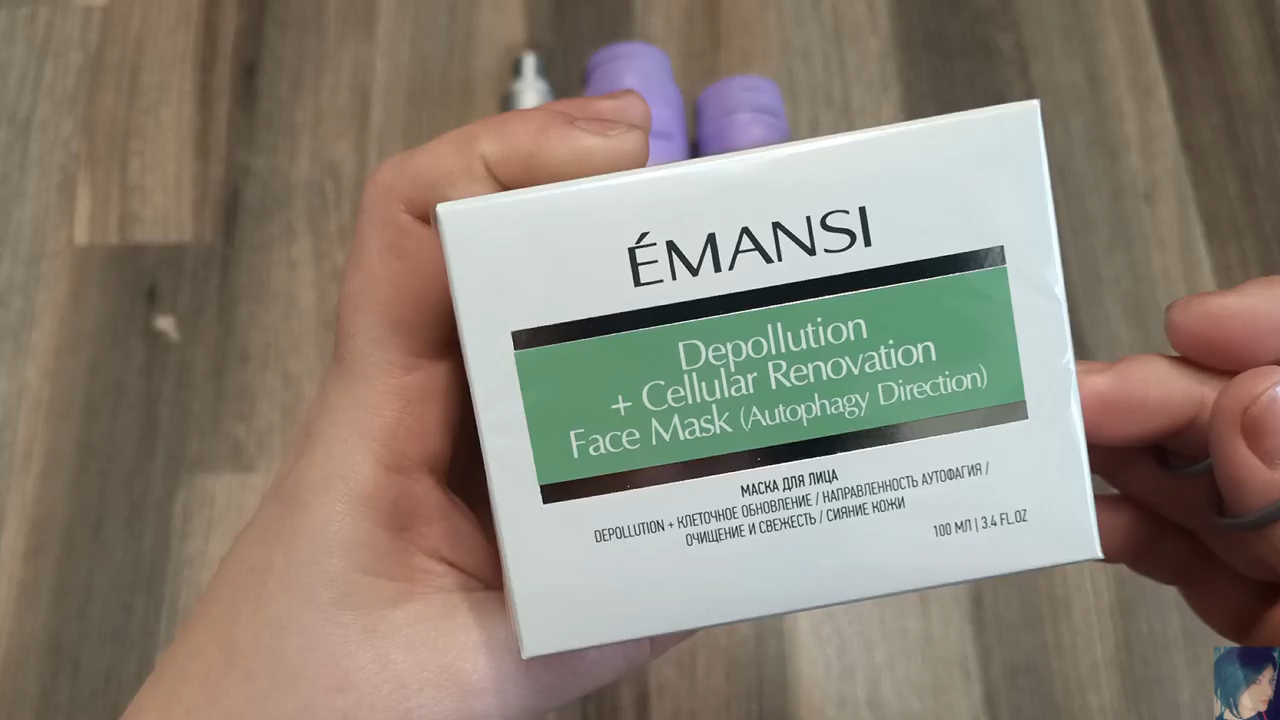 ÉMANSI
Depollution
+ Cellular Renovation
Face Mask (Autophagy Direction)
МАСКА ДЛЯ ЛИЦА
DEPOLLUTION + КЛЕТОЧНОЕ ОБНОВЛЕНИЕ / НАПРАВЛЕННОСТЬ АУТОФАГИЯ /
ОЧИЩЕНИЕ И СВЕЖЕСТЬ / СИЯНИЕ КОЖИ
100 МЛ | 3.4 FL.OZ